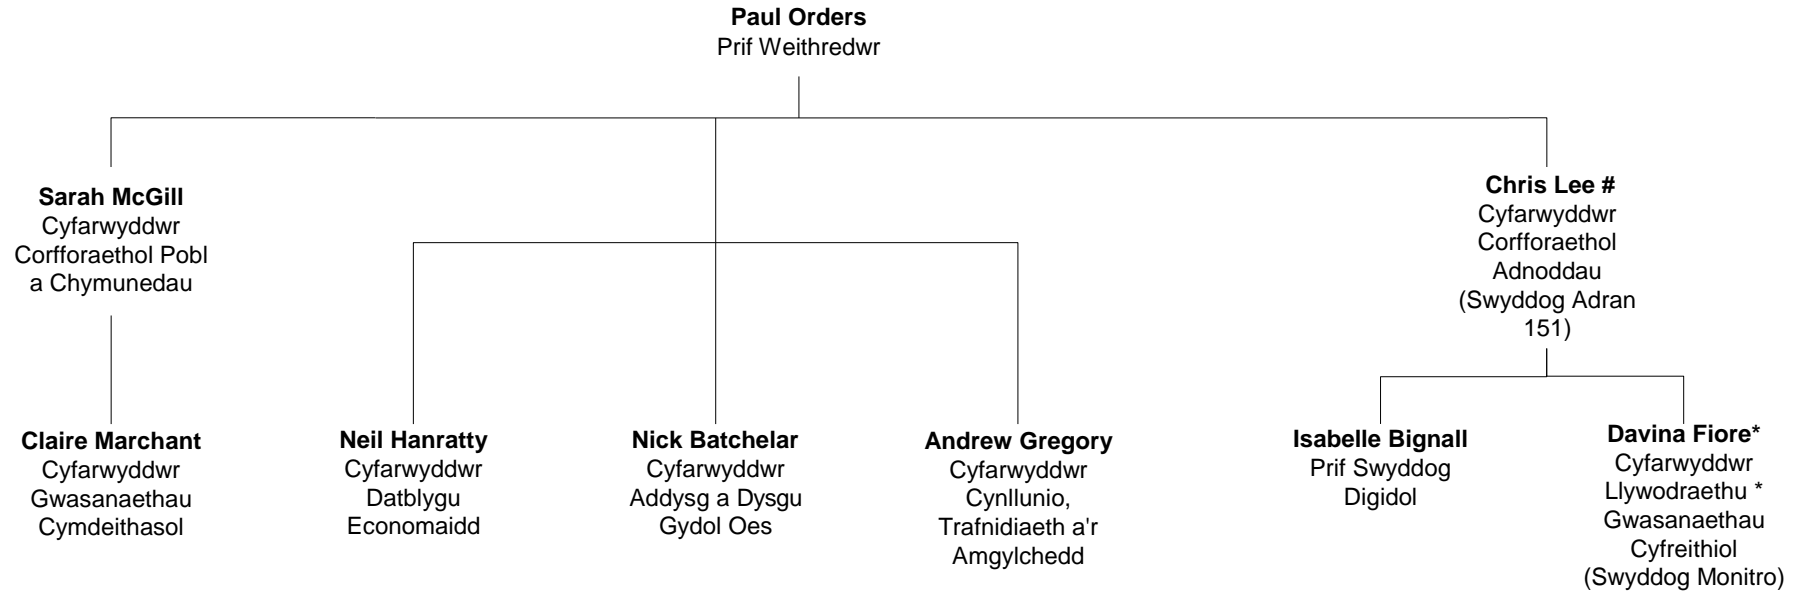 Paul Orders
Prif Weithredwr
Sarah McGill
Cyfarwyddwr
Corfforaethol Pobl
a Chymunedau
Chris Lee #
Cyfarwyddwr
Corfforaethol
Adnoddau
(Swyddog Adran
151)
Claire Marchant
Cyfarwyddwr
Gwasanaethau
Cymdeithasol
Neil Hanratty
Cyfarwyddwr
Datblygu
Economaidd
Nick Batchelar
Cyfarwyddwr
Addysg a Dysgu
Gydol Oes
Andrew Gregory
Cyfarwyddwr
Cynllunio,
Trafnidiaeth a'r
Amgylchedd
Isabelle Bignall
Prif Swyddog
Digidol
Davina Fiore*
Cyfarwyddwr
Llywodraethu *
Gwasanaethau
Cyfreithiol
(Swyddog Monitro)